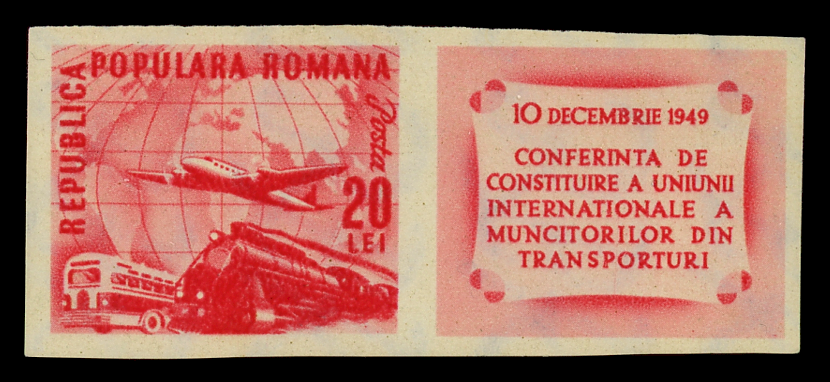 REPUBLICA
POPULARA ROMANA
Posta
20
LEI
10 DECEMBRIE 1949
CONFERINTA DE
CONSTITUIRE A UNIUNII
INTERNATIONALE A
MUNCITORILOR DIN
TRANSPORTURI